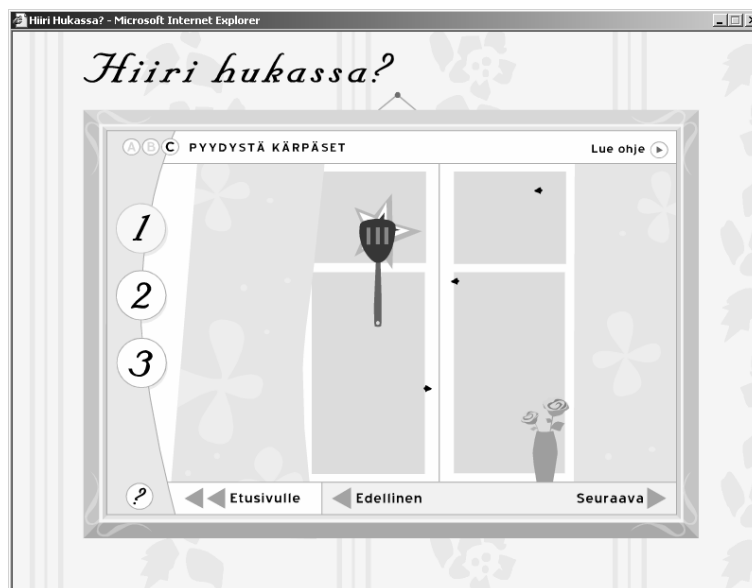 Hiiri Hukassa? - Microsoft Internet Explorer
Hiiri hukassa?
A B C PYYDYSTÄ KÄRPÄSET
Lue ohje
1
2
3
?
Etusivulle
Edellinen
Seuraava